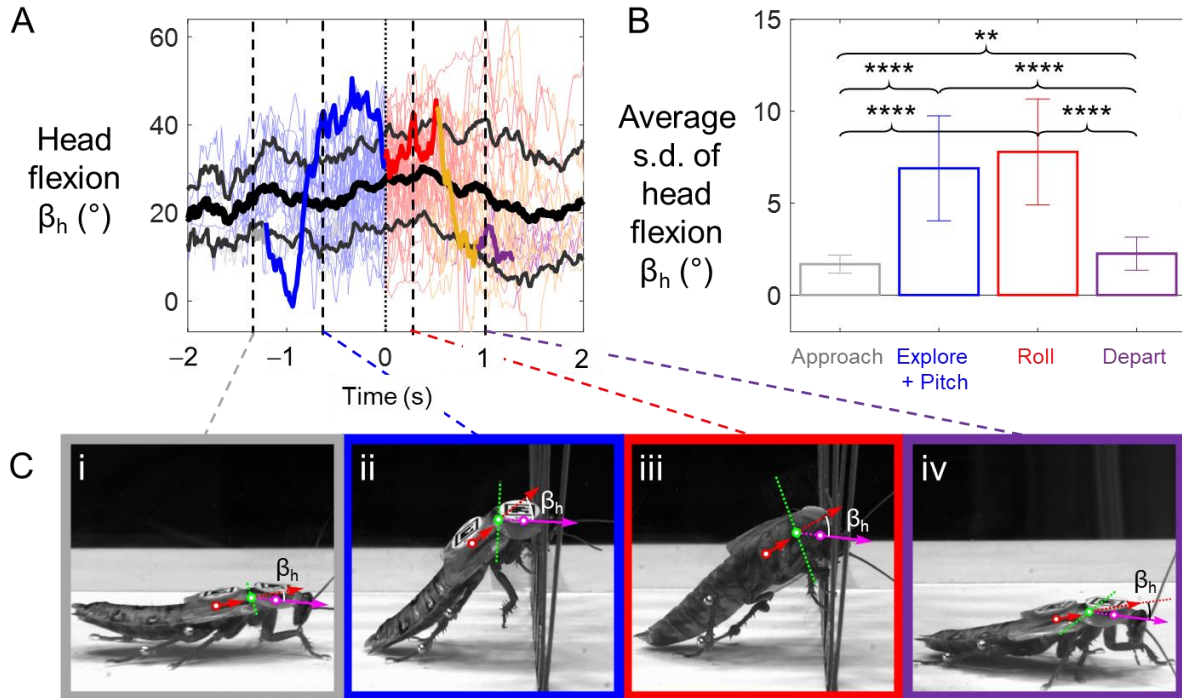 A
Head
flexion
βh (°)
60
40
20
0
−2
−1
0
1
2
Time (s)
B
Average
s.d. of
head
flexion
βh (°)
15
10
5
0
**
****
****
****
****
Approach
Explore
+ Pitch
Roll
Depart
C
i
βh
ii
βh
iii
βh
iv
βh